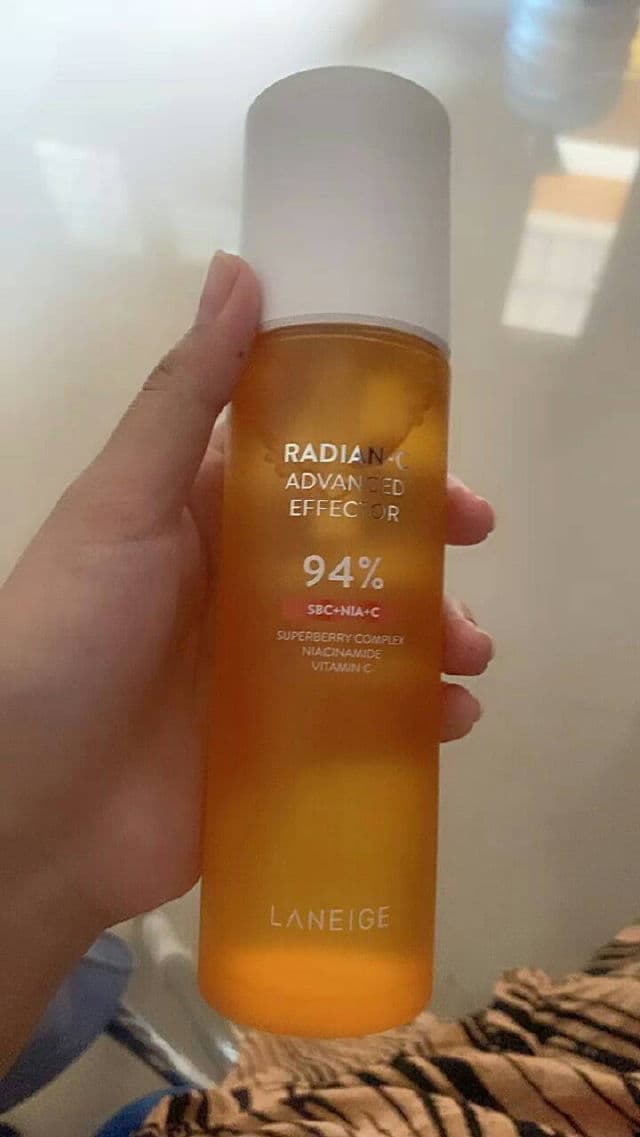 RADIAN-C
ADVANCED
EFFECTOR
94%
SBC+NIA+C
SUPERBERRY COMPLEX
NIACINAMIDE
VITAMIN C
LANEIGE